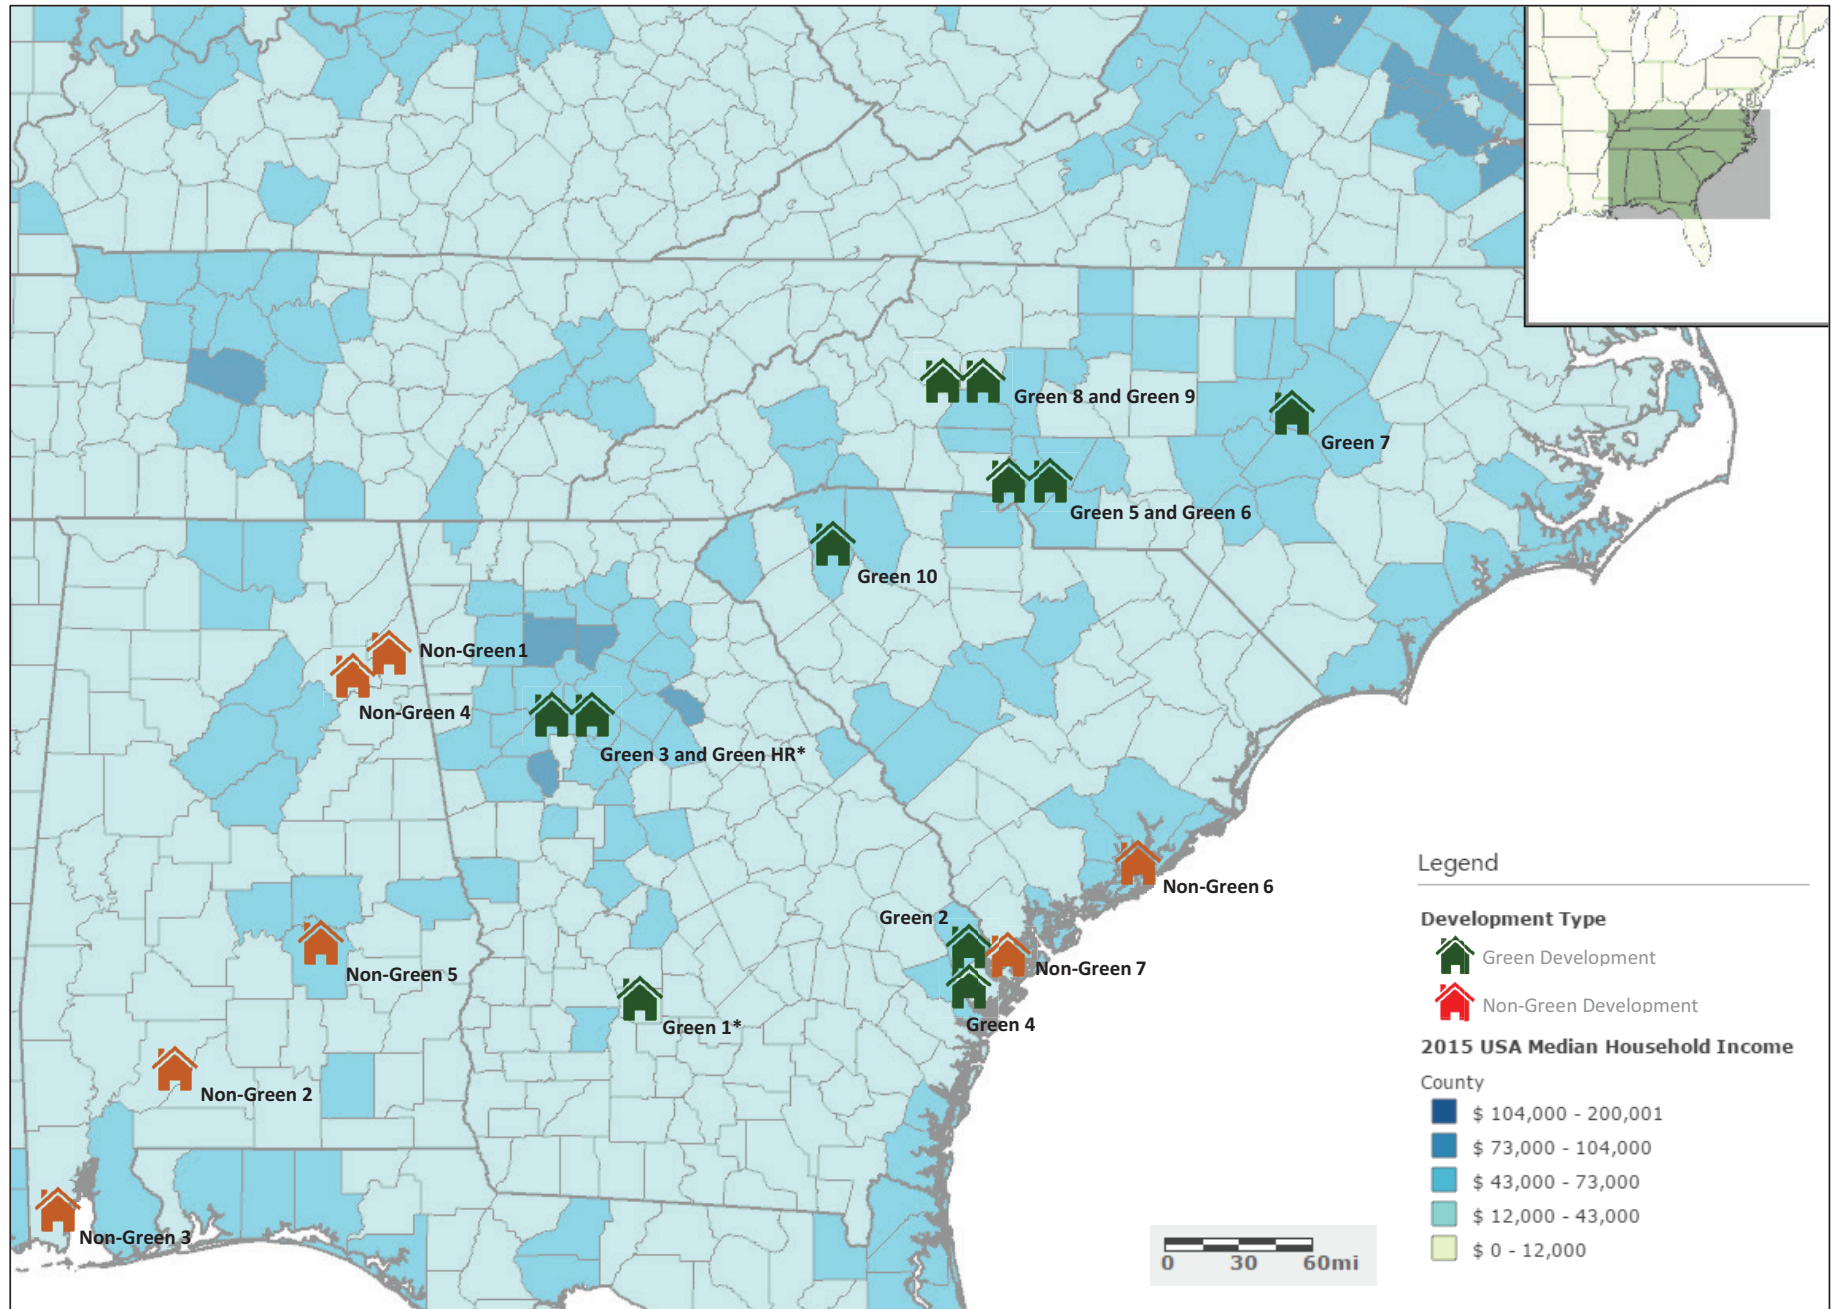 Green 8 and Green 9
Green 7
Green 5 and Green 6
Green 10
Non-Green 1
Non-Green 4
Green 3 and Green HR*
Non-Green 6
Green 2
Non-Green 7
Non-Green 5
Green 1*
Green 4
Non-Green 2
Non-Green 3
0 30 60mi
Legend
Development Type
Green Development
Non-Green Development
2015 USA Median Household Income
County
$ 104,000 - 200,001
$ 73,000 - 104,000
$ 43,000 - 73,000
$ 12,000 - 43,000
$ 0 - 12,000